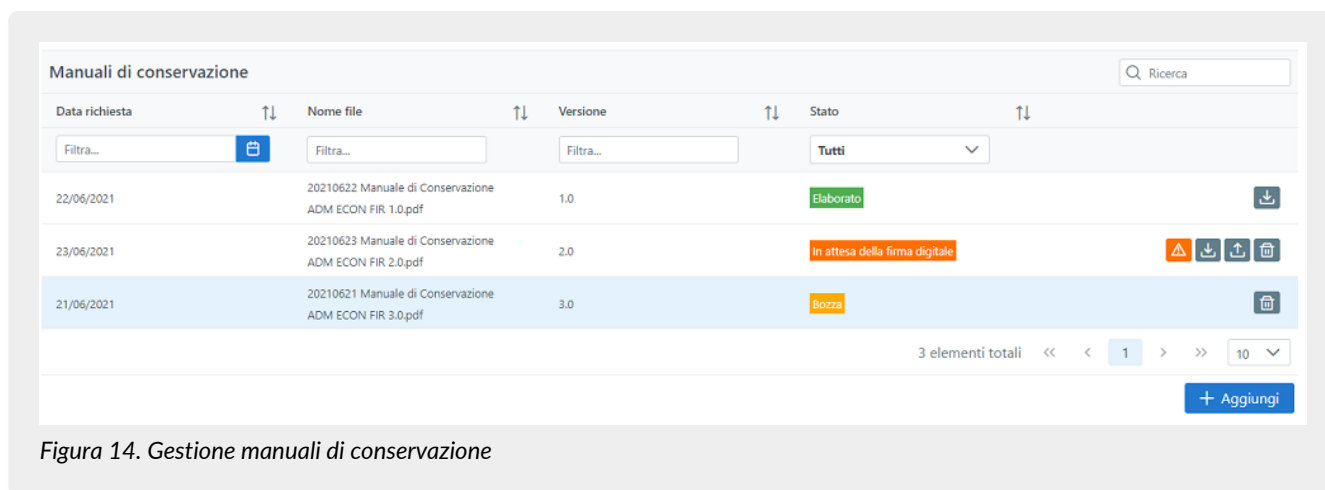 Manuali di conservazione
Ricerca
Data richiesta Nome file Versione Stato
Filtra... Filtra... Filtra... Tutti
20210622 Manuale di Conservazione
22/06/2021 1.0 Elaborato
ADM ECON FIR 1.0.pdf
20210623 Manuale di Conservazione
23/06/2021 2.0 In attesa della firma digitale
ADM ECON FIR 2.0.pdf
20210621 Manuale di Conservazione
21/06/2021 3.0 Bozza
ADM ECON FIR 3.0.pdf
3 elementi totali << < 1 > >> 10
+ Aggiungi
Figura 14. Gestione manuali di conservazione